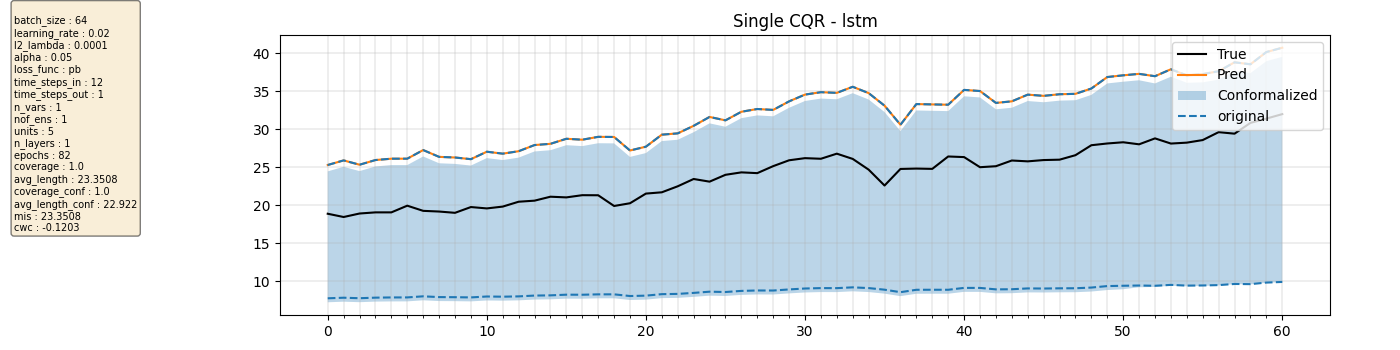 batch_size : 64
learning_rate : 0.02
l2_lambda : 0.0001
alpha : 0.05
loss_func : pb
time_steps_in : 12
time_steps_out : 1
n_vars : 1
nof_ens : 1
units : 5
n_layers : 1
epochs : 82
coverage : 1.0
avg_length : 23.3508
coverage_conf : 1.0
avg_length_conf : 22.922
mis : 23.3508
cwc : -0.1203
Single CQR - lstm
40
35
30
25
20
15
10
True
Pred
Conformalized
original
0 10 20 30 40 50 60